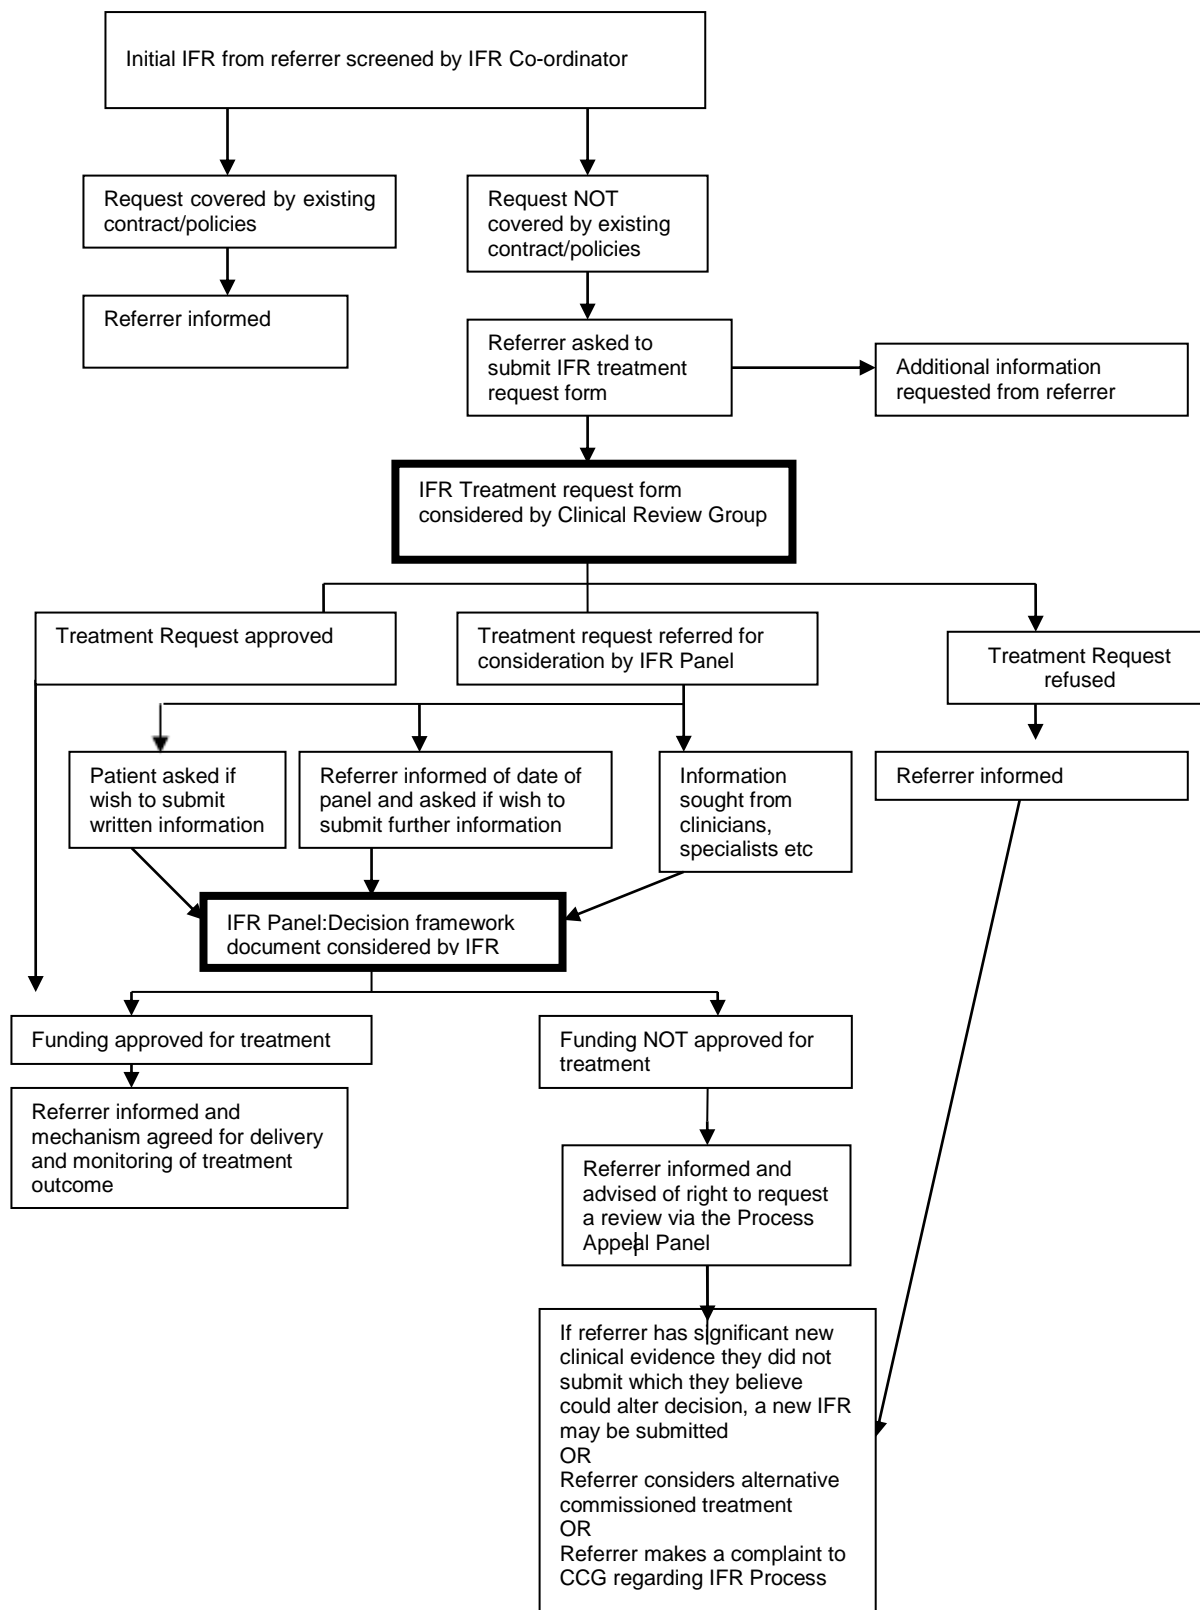 Initial IFR from referrer screened by IFR Co-ordinator
Request covered by existing
contract/policies
Request NOT
covered by existing
contract/policies
Referrer informed
Referrer asked to
submit IFR treatment
request form
Additional information
requested from referrer
IFR Treatment request form
considered by Clinical Review Group
Treatment Request approved
Treatment request referred for
consideration by IFR Panel
Treatment Request
refused
Patient asked if
wish to submit
written information
Referrer informed of date of
panel and asked if wish to
submit further information
Information
sought from
clinicians,
specialists etc
Referrer informed
IFR Panel:Decision framework
document considered by IFR
Funding approved for treatment
Funding NOT approved for
treatment
Referrer informed and
mechanism agreed for delivery
and monitoring of treatment
outcome
Referrer informed and
advised of right to request
a review via the Process
Appeal Panel
If referrer has significant new
clinical evidence they did not
submit which they believe
could alter decision, a new IFR
may be submitted
OR
Referrer considers alternative
commissioned treatment
OR
Referrer makes a complaint to
CCG regarding IFR Process